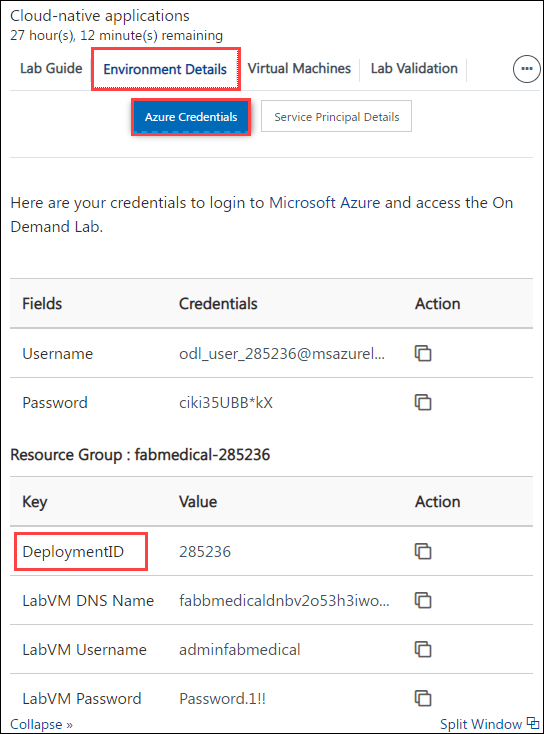 Cloud-native applications
27 hour(s), 12 minute(s) remaining
Lab Guide Environment Details Virtual Machines Lab Validation
Azure Credentials Service Principal Details
Here are your credentials to login to Microsoft Azure and access the On
Demand Lab.
Fields Credentials Action
Username odl_user_285236@msazurel...
Password ciki35UBB*kX
Resource Group : fabmedical-285236
Key Value Action
DeploymentID 285236
LabVM DNS Name fabbmedicaldnbv2o53h3iwo...
LabVM Username adminfabmedical
LabVM Password Password.1!!
Collapse » Split Window